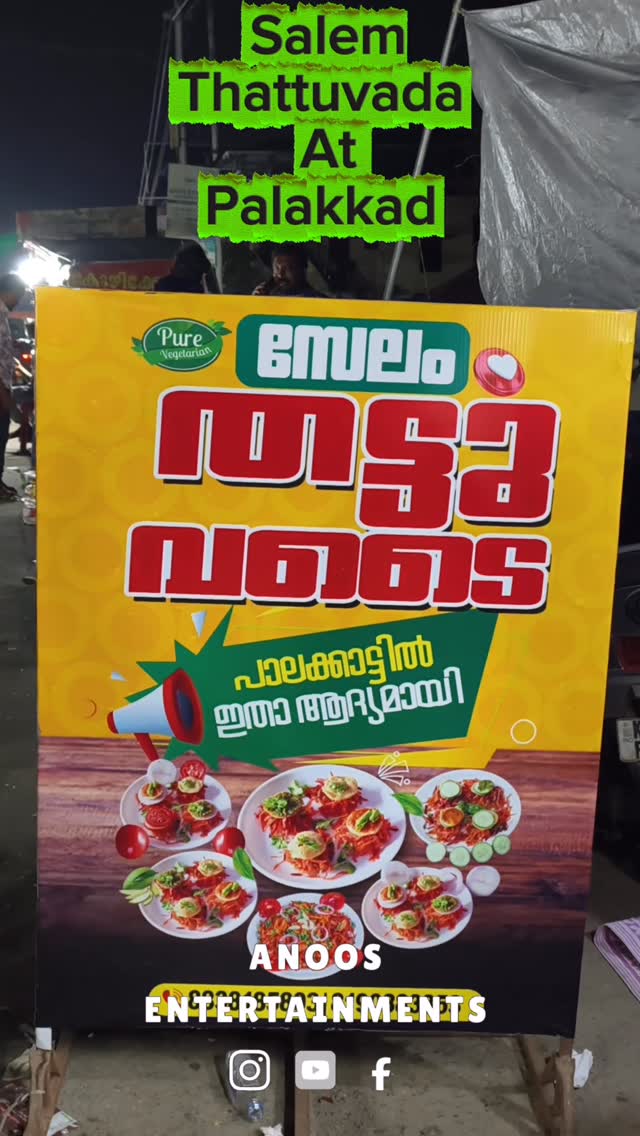 Salem
Thattuvada
At
Palakkad
Pure
Vegetarian
സേലം
തട്ടു
വടൈ
പാലക്കാട്ടിൽ
ഇതാ ആദ്യമായി
ANOOS
ENTERTAINMENTS